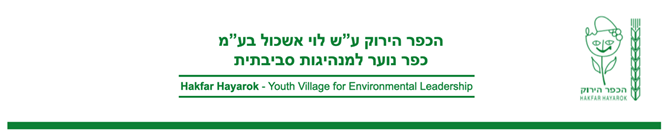 הכפר הירוק ע"ש לוי אשכול בע"מ
כפר נוער למנהיגות סביבתית
Hakfar Hayarok - Youth Village for Environmental Leadership
הכפר הירוק
HAKFAR HAYAROK